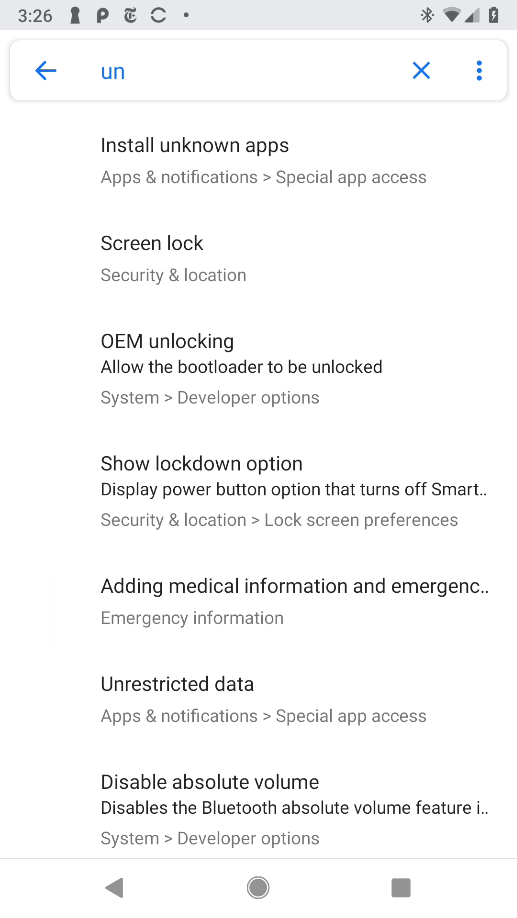 3:26
un
Install unknown apps
Apps & notifications > Special app access
Screen lock
Security & location
OEM unlocking
Allow the bootloader to be unlocked
System > Developer options
Show lockdown option
Display power button option that turns off Smart..
Security & location > Lock screen preferences
Adding medical information and emergenc..
Emergency information
Unrestricted data
Apps & notifications > Special app access
Disable absolute volume
Disables the Bluetooth absolute volume feature i..
System > Developer options